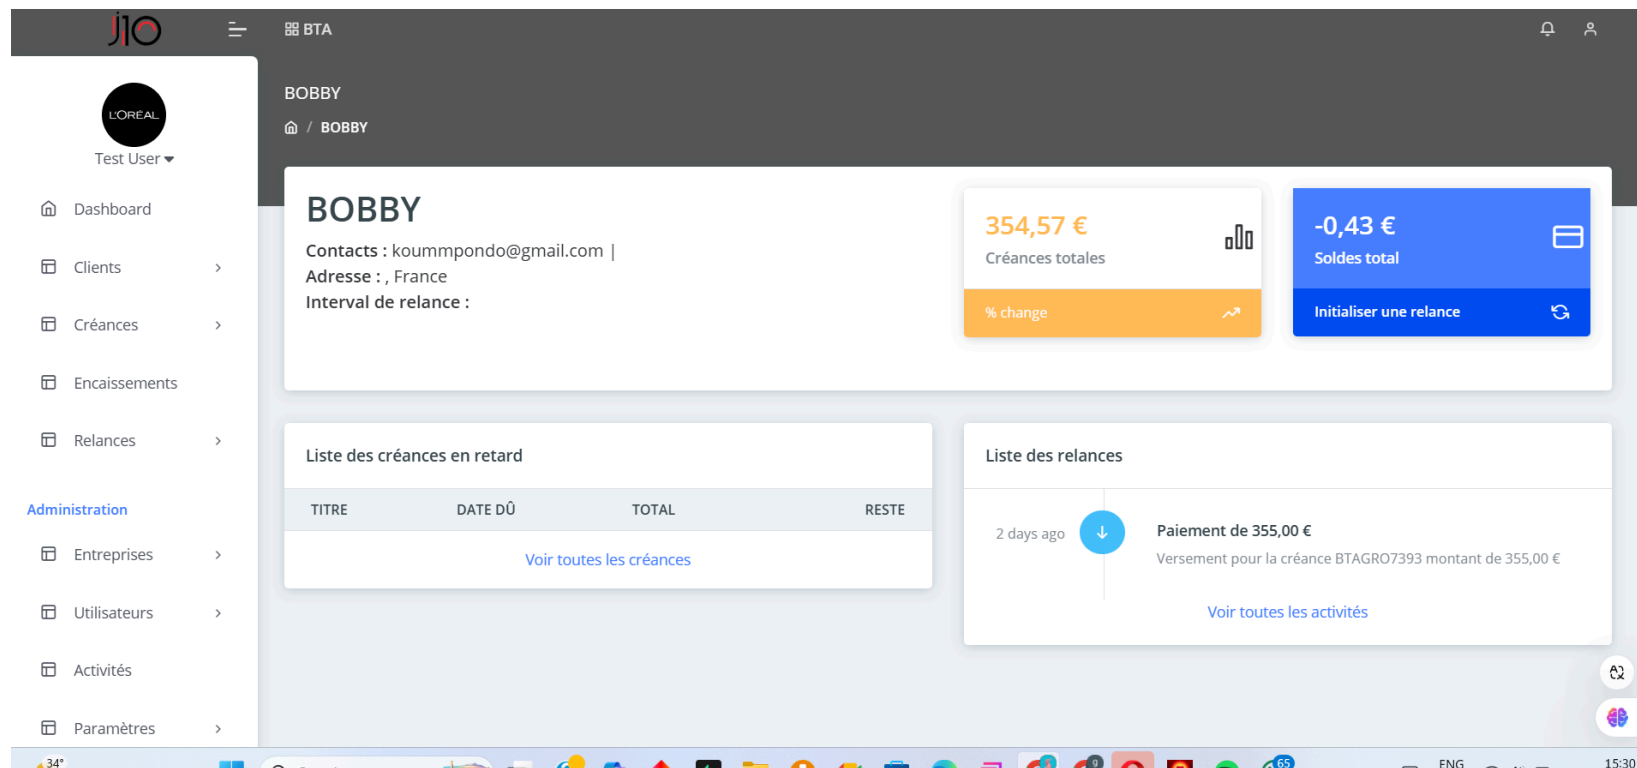 jio
BTA
L'ORÉAL
Test User
Dashboard
Clients
Créances
Encaissements
Relances
Administration
Entreprises
Utilisateurs
Activités
Paramètres
BOBBY
/ BOBBY
BOBBY
Contacts : koummpondo@gmail.com |
Adresse : , France
Interval de relance :
354,57 €
Créances totales
% change
-0,43 €
Soldes total
Initialiser une relance
Liste des créances en retard
TITRE DATE DÛ TOTAL RESTE
Voir toutes les créances
Liste des relances
2 days ago
Paiement de 355,00 €
Versement pour la créance BTAGRO7393 montant de 355,00 €
Voir toutes les activités
34°
65
ENG
15:30